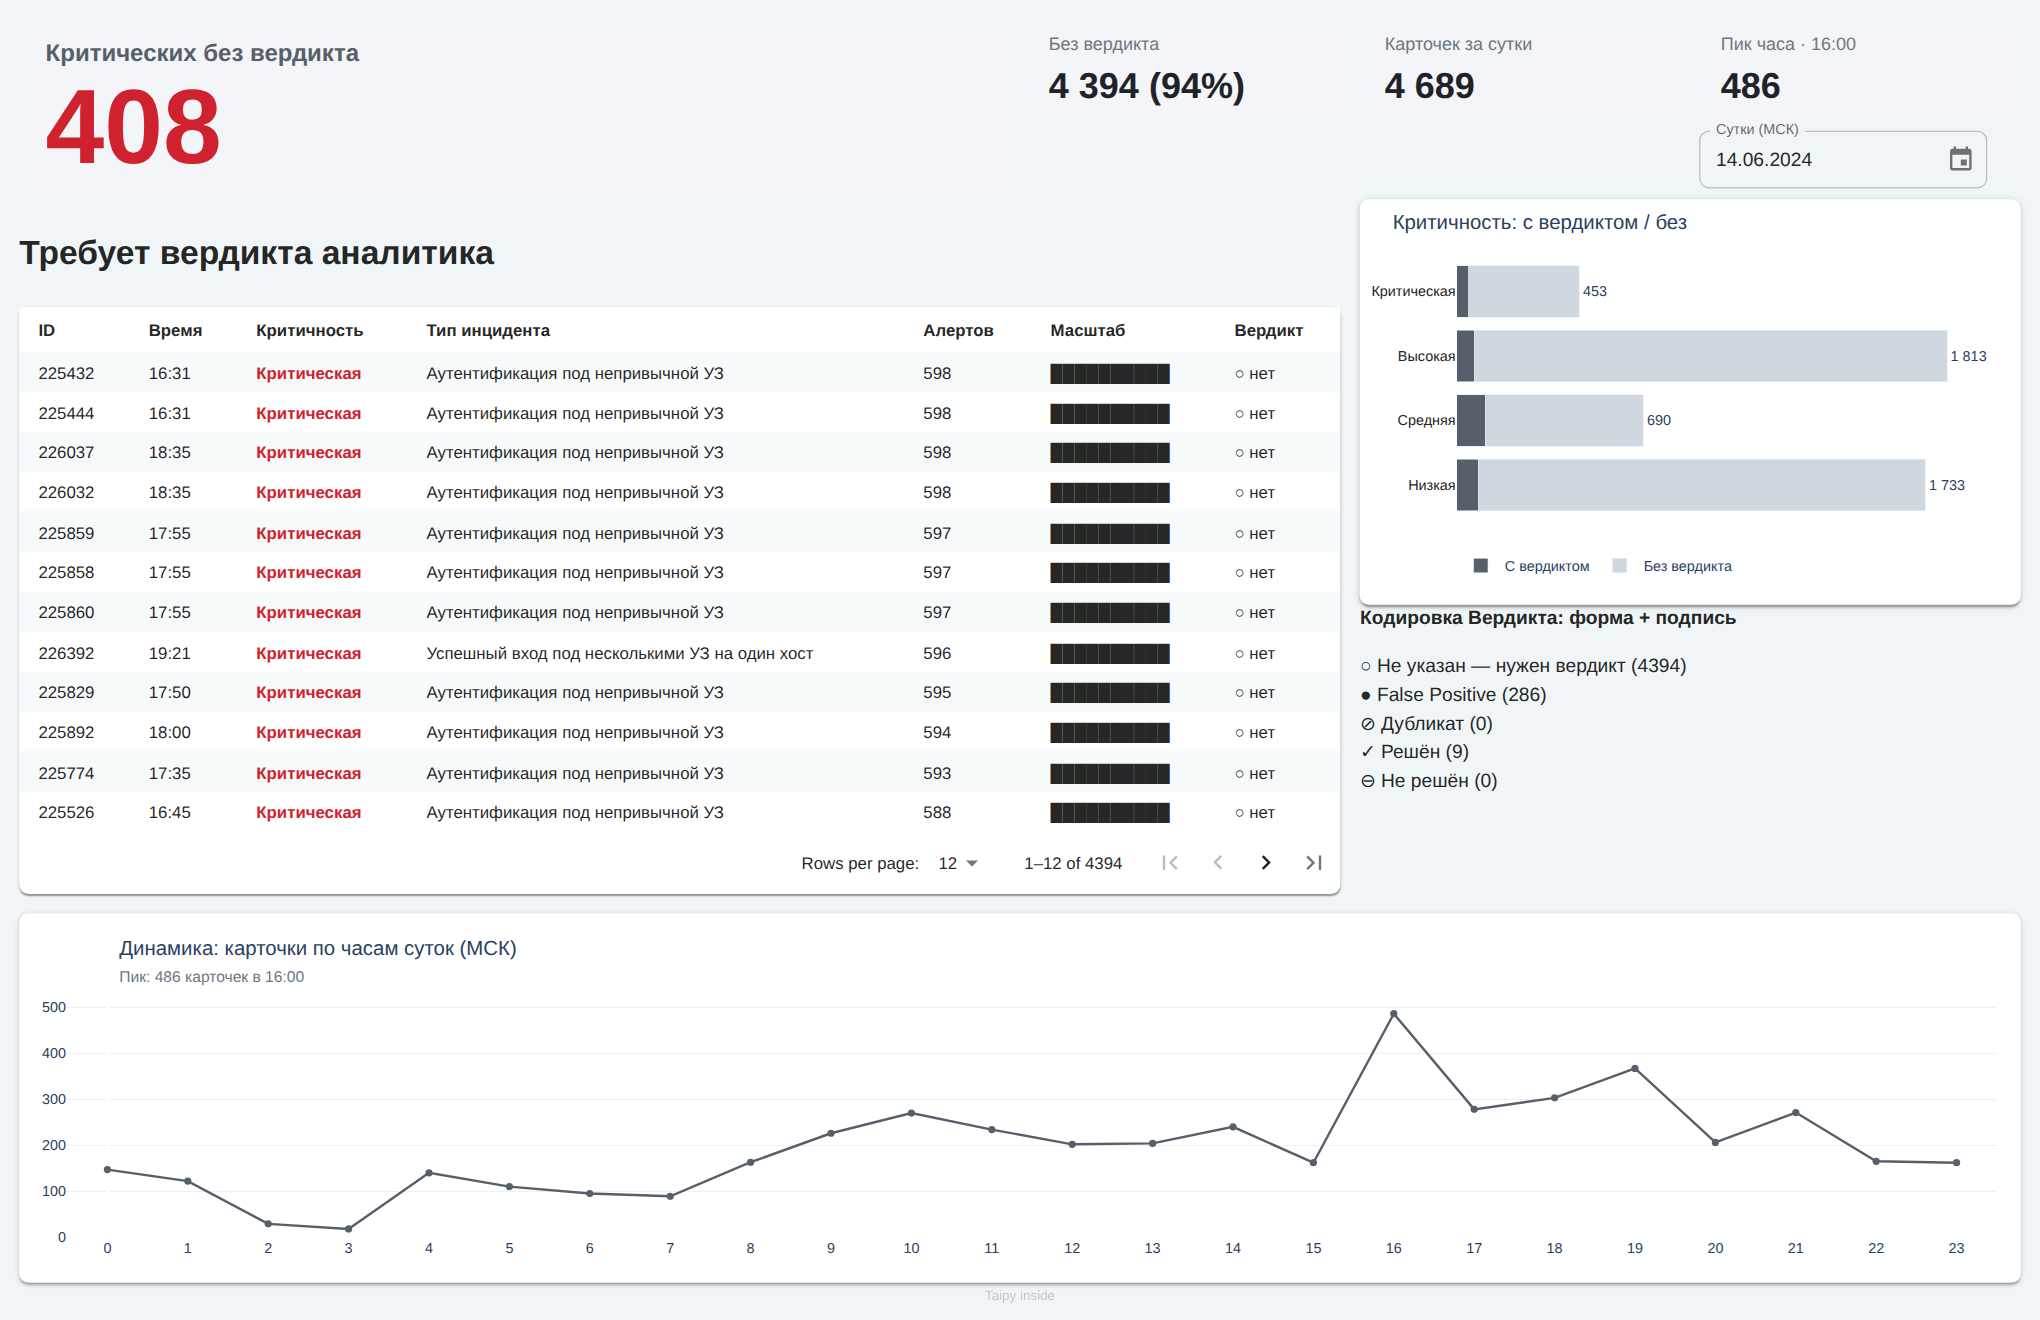 Критических без вердикта
408
Без вердикта
4 394 (94%)
Карточек за сутки
4 689
Пик часа · 16:00
486
Сутки (МСК)
14.06.2024
Требует вердикта аналитика
ID Время Критичность Тип инцидента Алертов Масштаб Вердикт
225432 16:31 Критическая Аутентификация под непривычной УЗ 598 ██████████ ○ нет
225444 16:31 Критическая Аутентификация под непривычной УЗ 598 ██████████ ○ нет
226037 18:35 Критическая Аутентификация под непривычной УЗ 598 ██████████ ○ нет
226032 18:35 Критическая Аутентификация под непривычной УЗ 598 ██████████ ○ нет
225859 17:55 Критическая Аутентификация под непривычной УЗ 597 ██████████ ○ нет
225858 17:55 Критическая Аутентификация под непривычной УЗ 597 ██████████ ○ нет
225860 17:55 Критическая Аутентификация под непривычной УЗ 597 ██████████ ○ нет
226392 19:21 Критическая Успешный вход под несколькими УЗ на один хост 596 ██████████ ○ нет
225829 17:50 Критическая Аутентификация под непривычной УЗ 595 ██████████ ○ нет
225892 18:00 Критическая Аутентификация под непривычной УЗ 594 ██████████ ○ нет
225774 17:35 Критическая Аутентификация под непривычной УЗ 593 ██████████ ○ нет
225526 16:45 Критическая Аутентификация под непривычной УЗ 588 ██████████ ○ нет
Rows per page: 12 1–12 of 4394
Критичность: с вердиктом / без
Критическая 453
Высокая 1 813
Средняя 690
Низкая 1 733
С вердиктом Без вердикта
Кодировка Вердикта: форма + подпись
○ Не указан — нужен вердикт (4394)
● False Positive (286)
⊘ Дубликат (0)
✓ Решён (9)
⊖ Не решён (0)
Динамика: карточки по часам суток (МСК)
Пик: 486 карточек в 16:00
500
400
300
200
100
0
0 1 2 3 4 5 6 7 8 9 10 11 12 13 14 15 16 17 18 19 20 21 22 23
Taipy inside